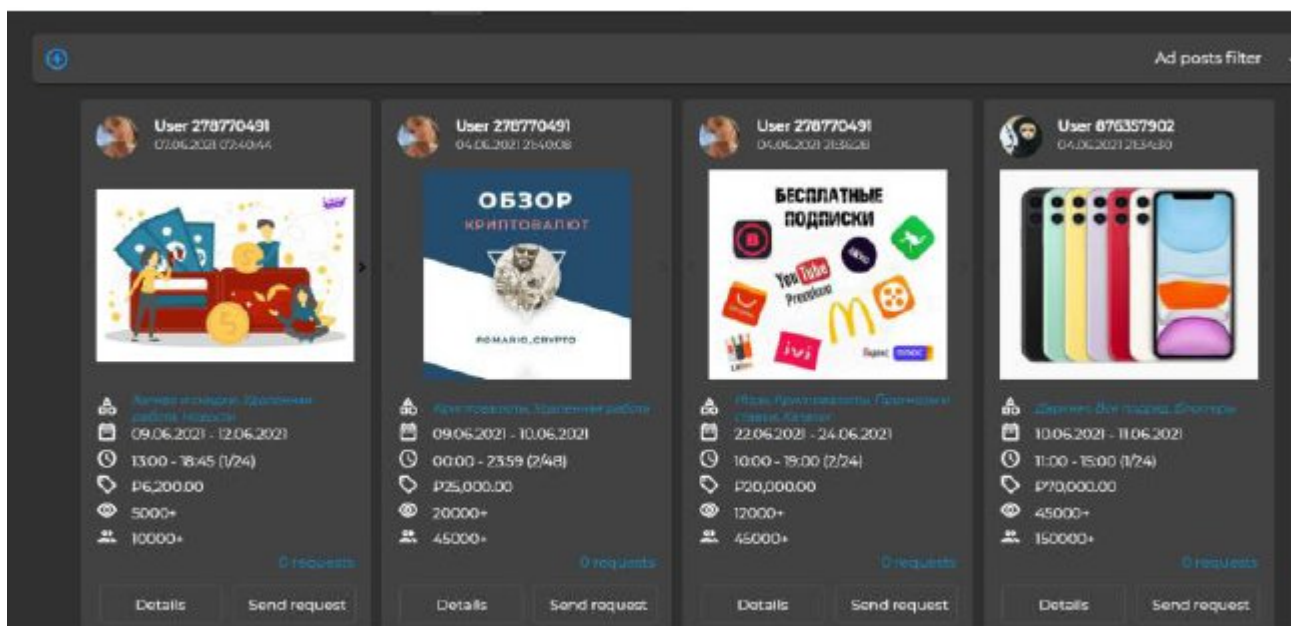 Ad posts filter
User 278770491
07.06.2021 07:40:44
09.06.2021 - 12.06.2021
13:00 - 18:45 (1/24)
₽6,200.00
5000+
10000+
0 requests
Details
Send request
User 278770491
04.06.2021 21:40:08
ОБЗОР
КРИПТОВАЛЮТ
ROMARIO_CRYPTO
Криптовалюты, Удаленная работа
09.06.2021 - 10.06.2021
00:00 - 23:59 (2/48)
₽25,000.00
20000+
45000+
0 requests
Details
Send request
User 278770491
04.06.2021 21:36:28
БЕСПЛАТНЫЕ
ПОДПИСКИ
B
YouTube
Premium
ivi
Яндекс плюс
22.06.2021 - 24.06.2021
10:00 - 19:00 (2/24)
₽20,000.00
12000+
45000+
0 requests
Details
Send request
User 876357902
04.06.2021 21:34:30
Даркнет, Все подряд, Блогеры
10.06.2021 - 11.06.2021
11:00 - 15:00 (1/24)
₽70,000.00
45000+
150000+
0 requests
Details
Send request